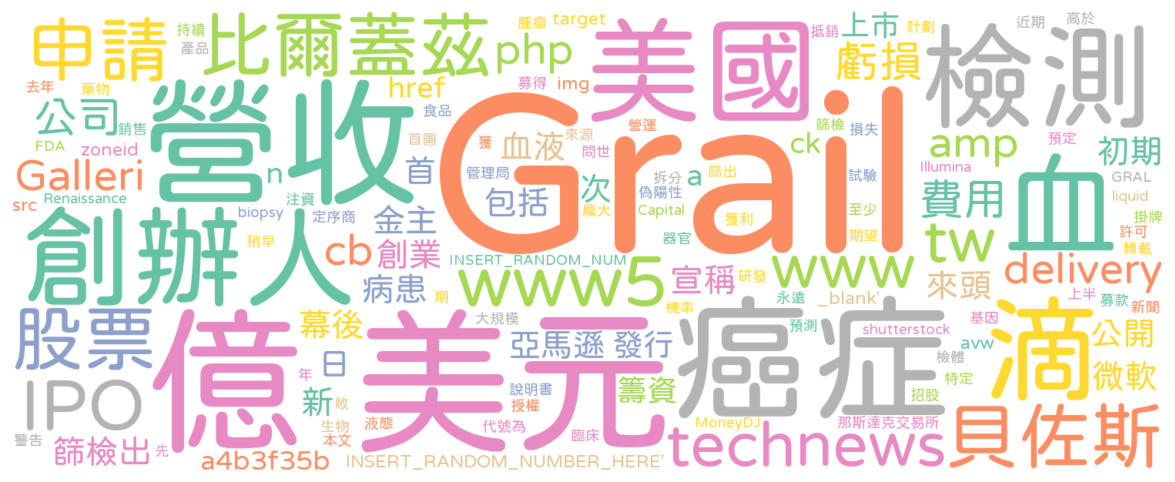 持續 腫瘤 target 抵銷 上市 計劃 近期 高於
申請 比爾蓋茲 php 美國 虧損 檢測
產品 募得 img
去年 藥物 href
公司 銷售 食品 營運 ck 篩檢 損失 amp 預定
FDA zoneid 營收 首圖 獲 血液 來源 問世 篩出 Illumina 初期 GRAL
Galleri n 首 管理局 Grail 次 拆分 a 偽陽性 試驗 費用 血 liquid
src Renaissance 注資 包括 龐大 Capital 獲利 至少 掛牌
創辦人 biopsy 定序商 金主 器官 期望 tw 許可 轉載
稍早 cb 創業 INSERT_RANDOM_NUM www5 宣稱 研發 www 來頭 delivery
病患 期 機率 永遠 _blank' 上半 募款 新聞
股票 億 幕後 美元 大規模 亞馬遜 發行 癌症 預測 shutterstock 滴 基因 公開
IPO 日 說明書 籌資 avw 檢體 特定 微軟
年 新 敝 授權 招股
警告 先 生物 本文 液態 代號為 MoneyDJ 那斯達克交易所 貝佐斯
篩檢出 a4b3f35b 臨床 INSERT_RANDOM_NUMBER_HERE' technews